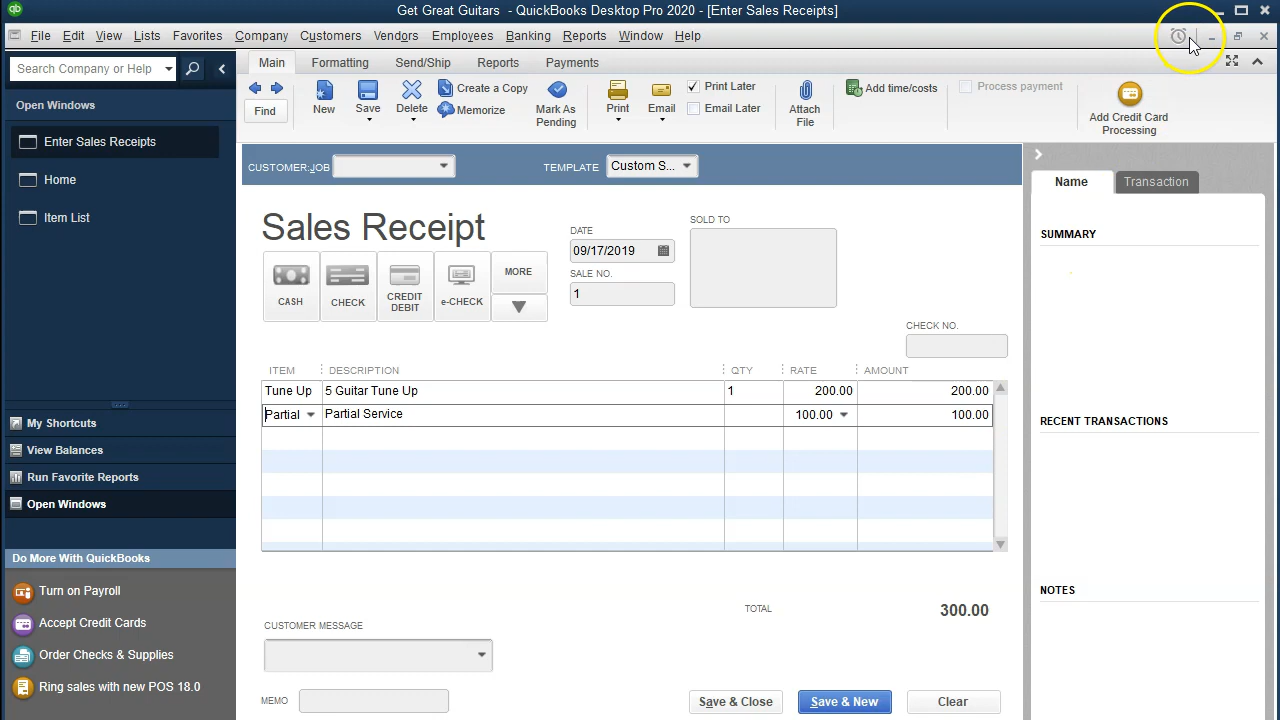 qb Get Great Guitars - QuickBooks Desktop Pro 2020 - [Enter Sales Receipts]
File Edit View Lists Favorites Company Customers Vendors Employees Banking Reports Window Help
Search Company or Help
Main Formatting Send/Ship Reports Payments
Find
New
Save
Delete
Create a Copy
Memorize
Mark As
Pending
Print
Email
Print Later
Email Later
Attach
File
Add time/costs
Process payment
Add Credit Card
Processing
Open Windows
Enter Sales Receipts
Home
Item List
My Shortcuts
View Balances
Run Favorite Reports
Open Windows
Do More With QuickBooks
Turn on Payroll
Accept Credit Cards
Order Checks & Supplies
Ring sales with new POS 18.0
CUSTOMER:JOB
TEMPLATE Custom S...
Sales Receipt
CASH
CHECK
CREDIT
DEBIT
e-CHECK
MORE
DATE
09/17/2019
SALE NO.
1
SOLD TO
CHECK NO.
ITEM DESCRIPTION QTY RATE AMOUNT
Tune Up 5 Guitar Tune Up 1 200.00 200.00
Partial Partial Service 100.00 100.00
TOTAL 300.00
CUSTOMER MESSAGE
MEMO
Save & Close Save & New Clear
Name Transaction
SUMMARY
RECENT TRANSACTIONS
NOTES